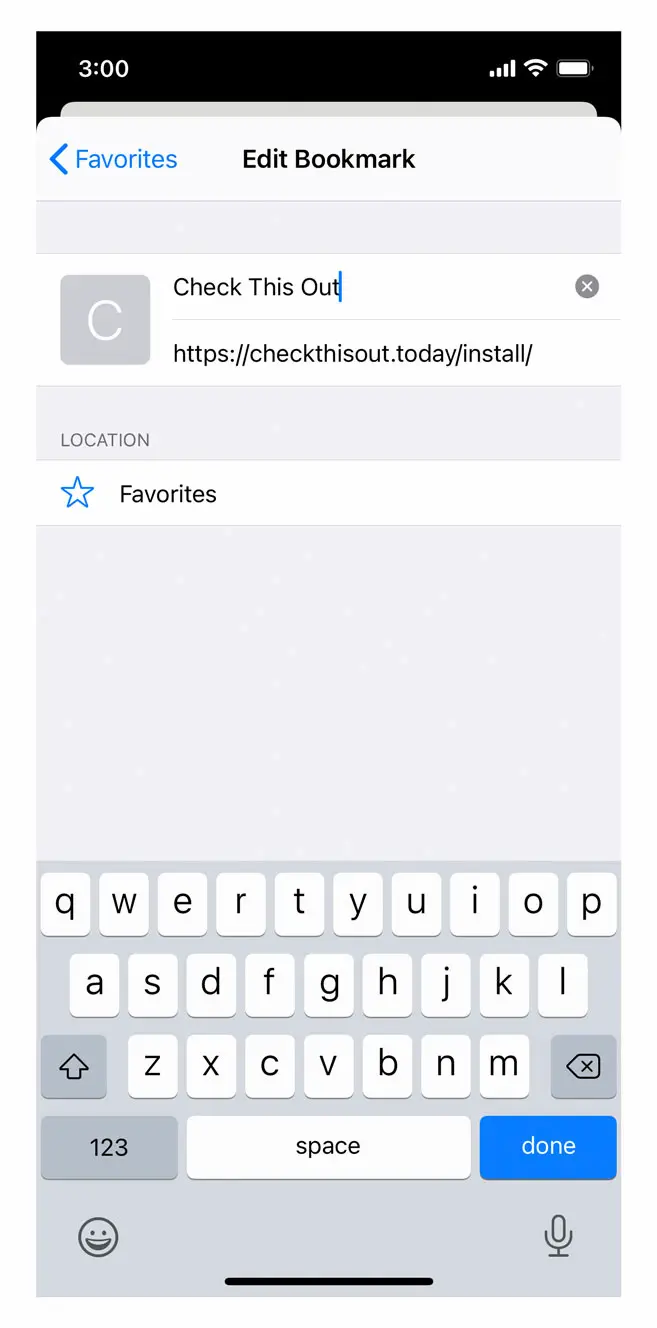 3:00
Favorites Edit Bookmark
C
Check This Out
https://checkthisout.today/install/
LOCATION
Favorites
q w e r t y u i o p
a s d f g h j k l
z x c v b n m
123 space done